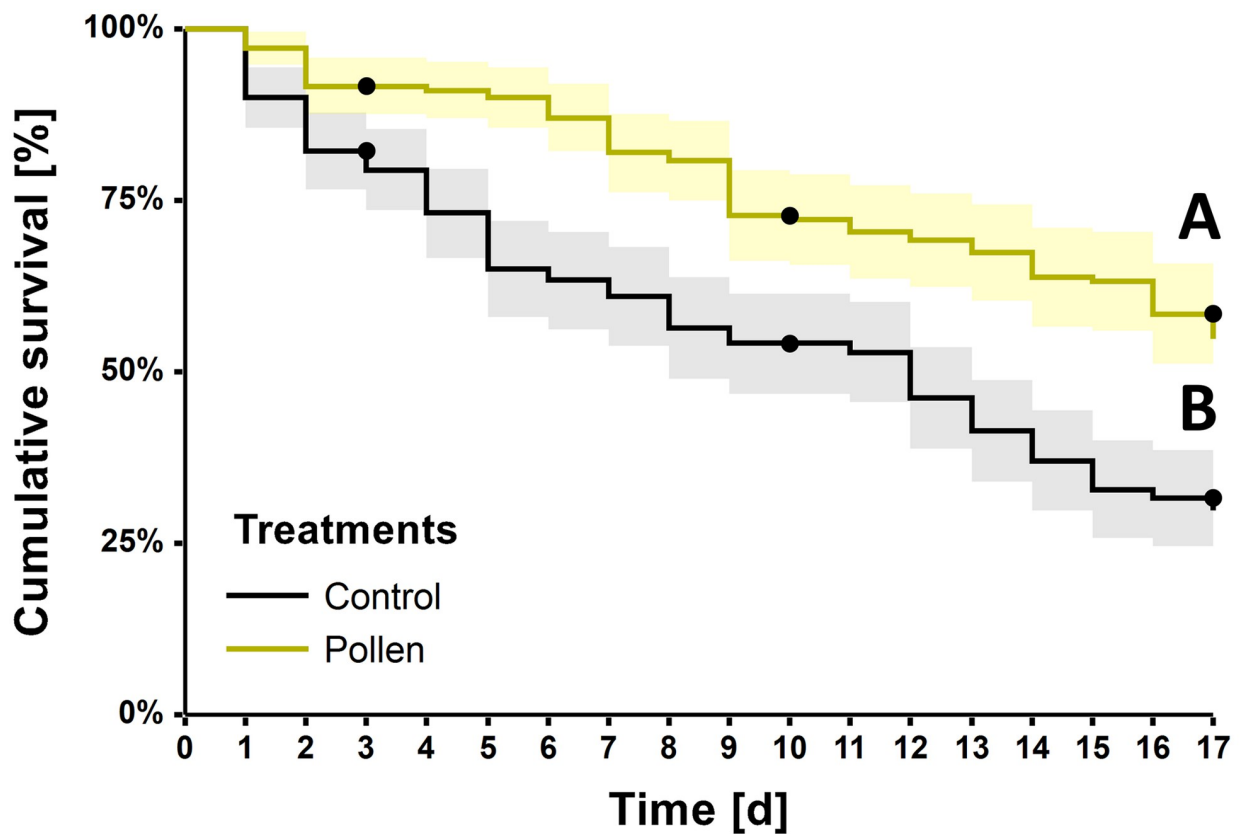 Cumulative survival [%]
100%
75%
50%
25%
0%
A
B
Treatments
Control
Pollen
0 1 2 3 4 5 6 7 8 9 10 11 12 13 14 15 16 17
Time [d]